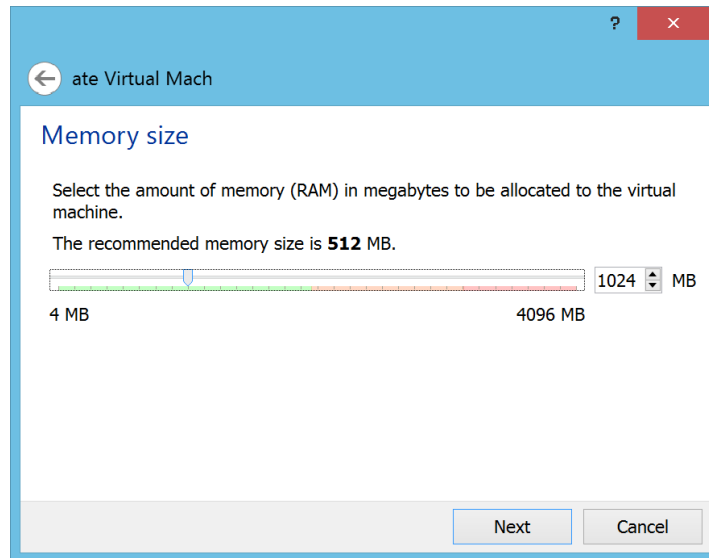 ?
ate Virtual Mach
Memory size
Select the amount of memory (RAM) in megabytes to be allocated to the virtual
machine.
The recommended memory size is 512 MB.
1024 MB
4 MB 4096 MB
Next Cancel